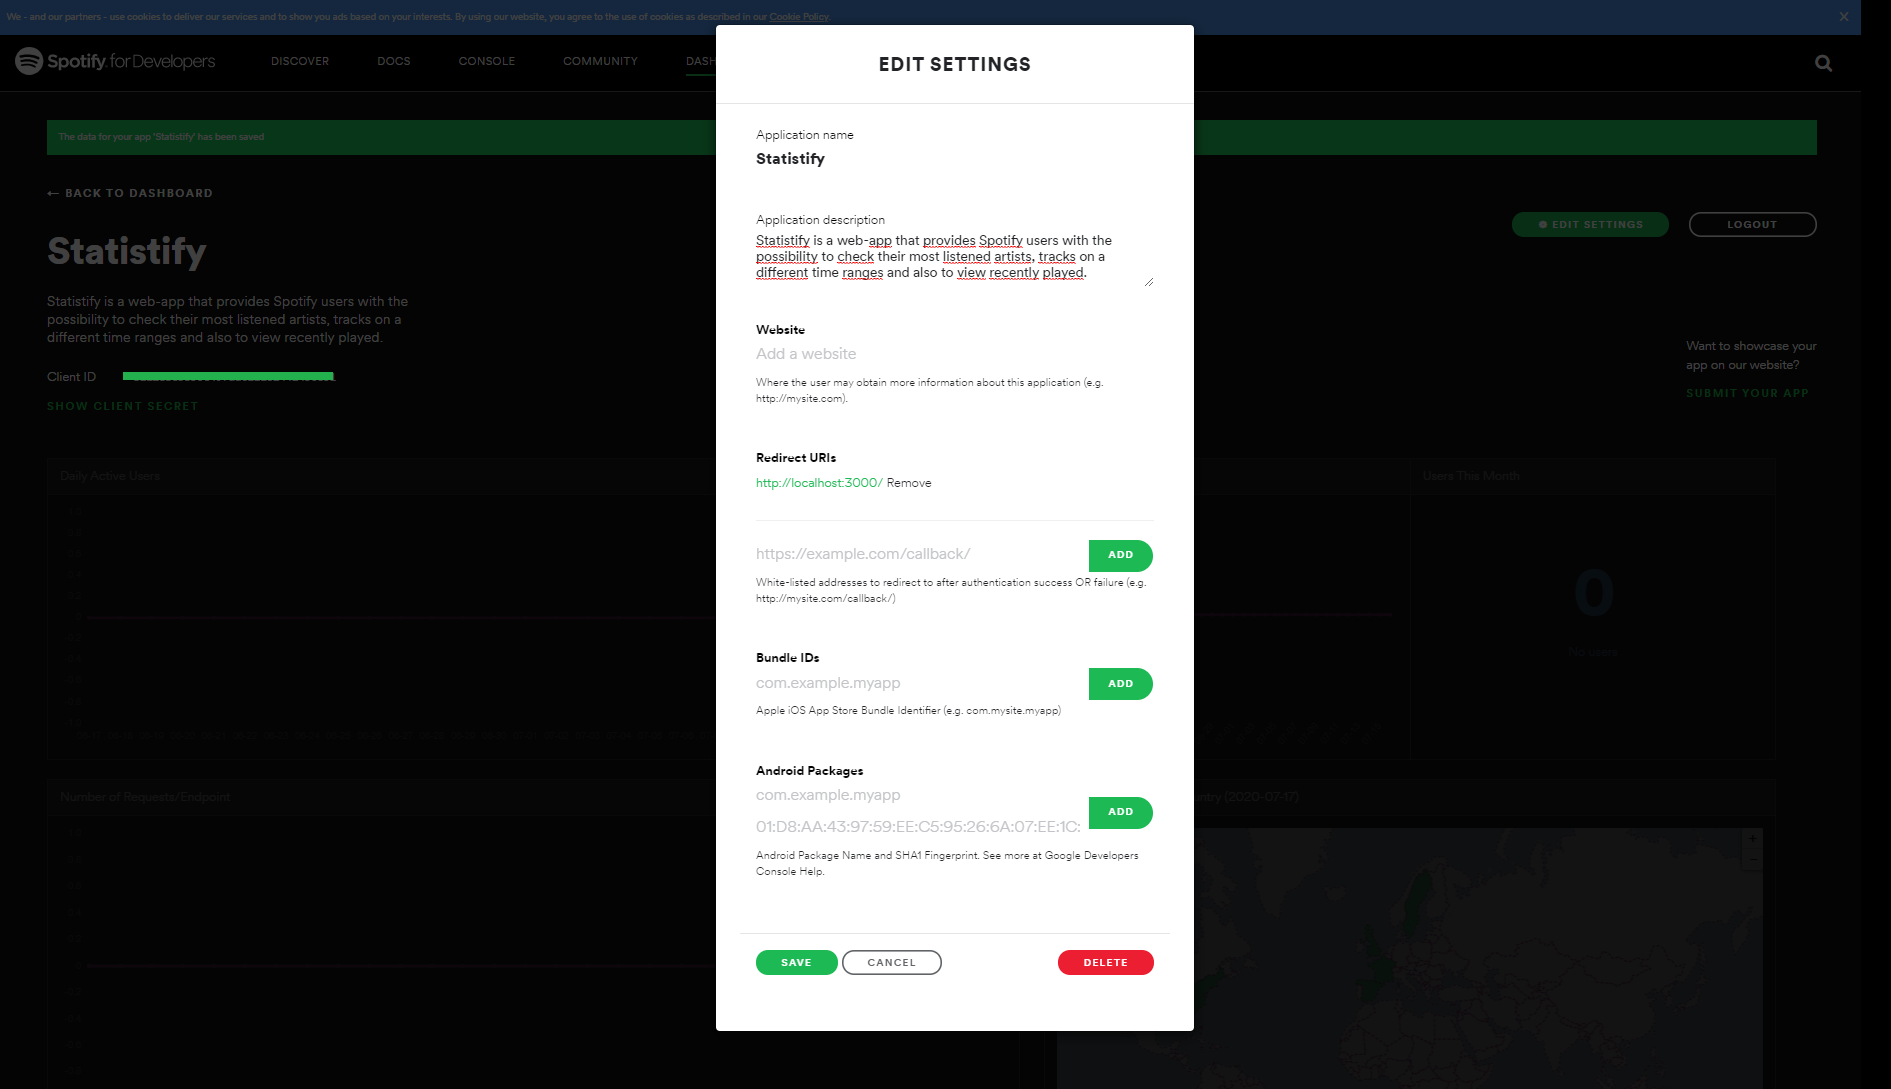 We - and our partners - use cookies to deliver our services and to show you ads based on your interests. By using our website, you agree to the use of cookies as described in our Cookie Policy.
Spotify for Developers
DISCOVER
DOCS
CONSOLE
COMMUNITY
DASH
The data for your app 'Statistify' has been saved
← BACK TO DASHBOARD
EDIT SETTINGS
LOGOUT
Statistify
Statistify is a web-app that provides Spotify users with the
possibility to check their most listened artists, tracks on a
different time ranges and also to view recently played.
Client ID
SHOW CLIENT SECRET
Want to showcase your
app on our website?
SUBMIT YOUR APP
Daily Active Users
Users This Month
0
No users
Number of Requests/Endpoint
ntry (2020-07-17)
EDIT SETTINGS
Application name
Statistify
Application description
Statistify is a web-app that provides Spotify users with the
possibility to check their most listened artists, tracks on a
different time ranges and also to view recently played.
Website
Add a website
Where the user may obtain more information about this application (e.g.
http://mysite.com).
Redirect URIs
http://localhost:3000/ Remove
https://example.com/callback/
ADD
White-listed addresses to redirect to after authentication success OR failure (e.g.
http://mysite.com/callback/)
Bundle IDs
com.example.myapp
ADD
Apple iOS App Store Bundle Identifier (e.g. com.mysite.myapp)
Android Packages
com.example.myapp
ADD
01:D8:AA:43:97:59:EE:C5:95:26:6A:07:EE:1C:
Android Package Name and SHA1 Fingerprint. See more at Google Developers
Console Help.
SAVE
CANCEL
DELETE